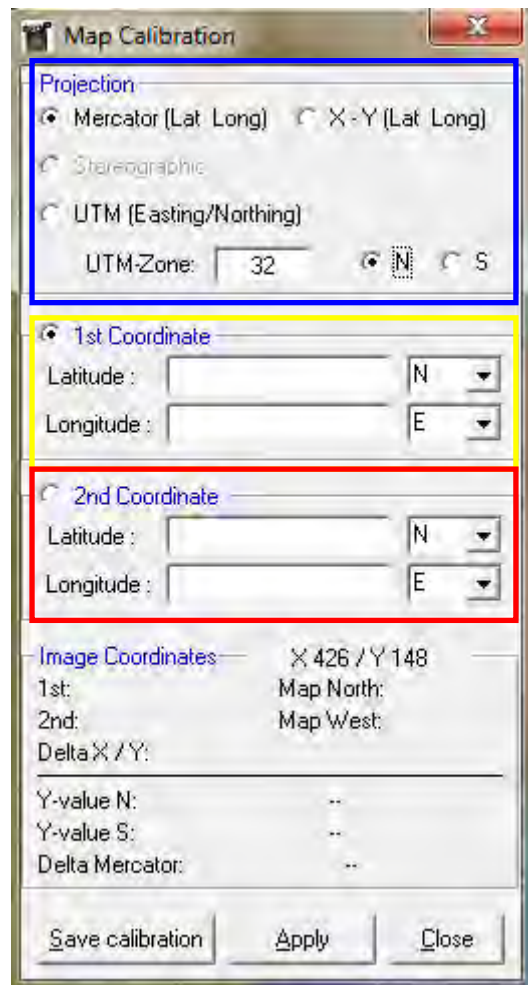 Map Calibration
Projection
Mercator (Lat Long) X - Y (Lat Long)
Stereographic
UTM (Easting/Northing)
UTM-Zone: 32 N S
1st Coordinate
Latitude : N
Longitude : E
2nd Coordinate
Latitude : N
Longitude : E
Image Coordinates X 426 / Y 148
1st: Map North:
2nd: Map West:
Delta X / Y:
Y-value N: --
Y-value S: --
Delta Mercator: --
Save calibration Apply Close